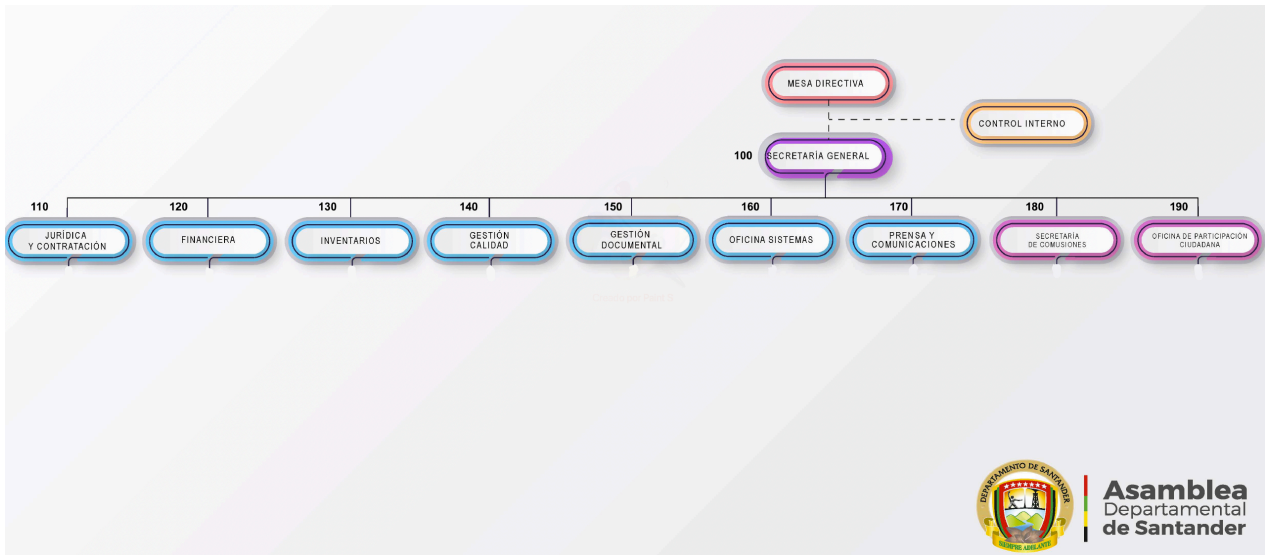 MESA DIRECTIVA
CONTROL INTERNO
100
SECRETARÍA GENERAL
110
120
130
140
150
160
170
180
190
JURÍDICA
Y CONTRATACIÓN
FINANCIERA
INVENTARIOS
GESTIÓN
CALIDAD
GESTIÓN
DOCUMENTAL
OFICINA SISTEMAS
PRENSA Y
COMUNICACIONES
SECRETARÍA
DE COMUSIONES
OFICINA DE PARTICIPACIÓN
CIUDADANA
DEPARTAMENTO DE SANTANDER
SIEMPRE ADELANTE
Asamblea
Departamental
de Santander